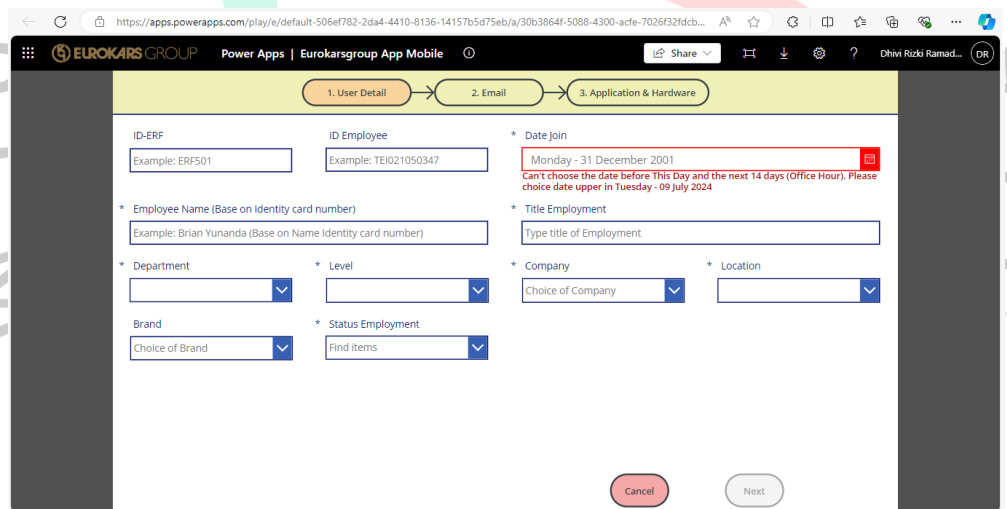 https://apps.powerapps.com/play/e/default-506ef782-2da4-4410-8136-14157b5d75eb/a/30b3864f-5088-4300-acfe-7026f32fdcb...
EUROKARS GROUP Power Apps | Eurokarsgroup App Mobile Share ? Dhivi Rizki Ramad... DR
1. User Detail 2. Email 3. Application & Hardware
ID-ERF ID Employee * Date Join
Example: ERF501 Example: TEI021050347 Monday - 31 December 2001
Can't choose the date before This Day and the next 14 days (Office Hour). Please
choice date upper in Tuesday - 09 July 2024
* Employee Name (Base on Identity card number) * Title Employment
Example: Brian Yunanda (Base on Name Identity card number) Type title of Employment
* Department * Level * Company * Location
Choice of Company
Brand * Status Employment
Choice of Brand Find items
Cancel Next